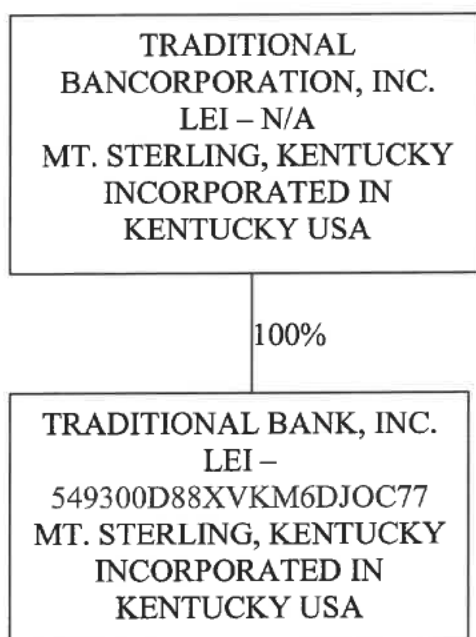 TRADITIONAL
BANCORPORATION, INC.
LEI – N/A
MT. STERLING, KENTUCKY
INCORPORATED IN
KENTUCKY USA
100%
TRADITIONAL BANK, INC.
LEI –
549300D88XVKM6DJOC77
MT. STERLING, KENTUCKY
INCORPORATED IN
KENTUCKY USA